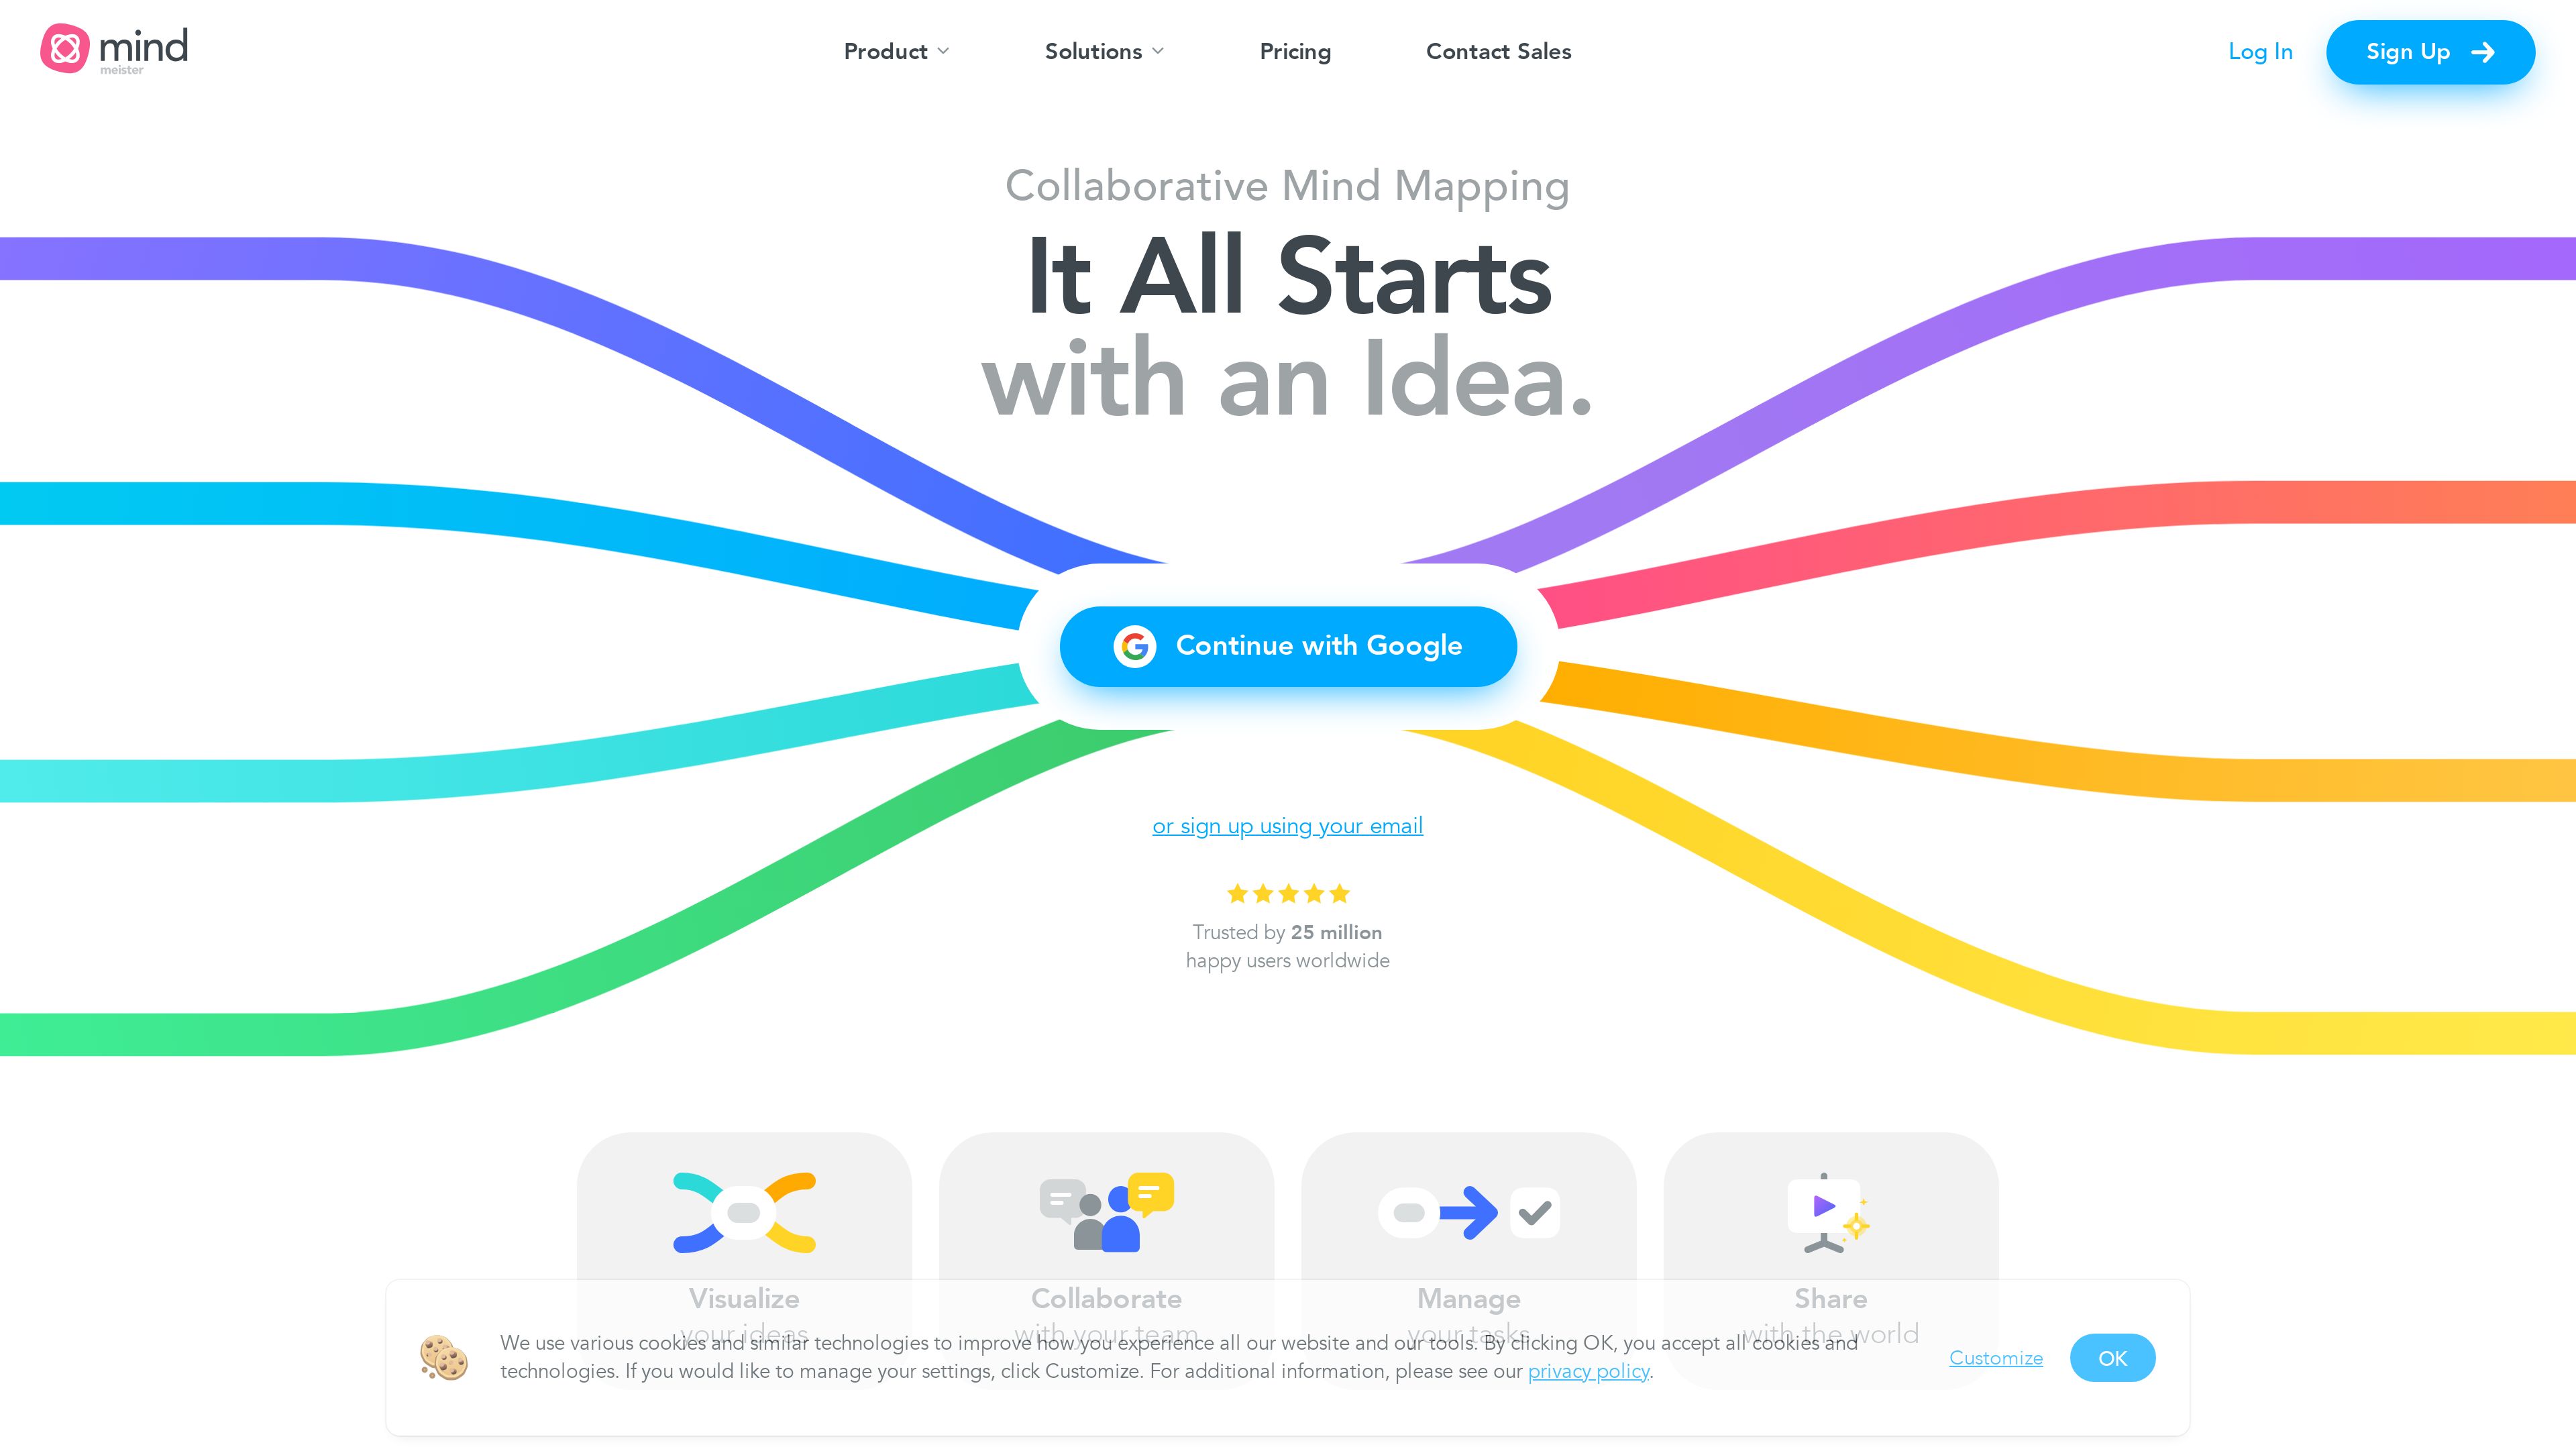 mind
meister
Product
Solutions
Pricing
Contact Sales
Log In
Sign Up
Collaborative Mind Mapping
It All Starts
with an Idea.
Continue with Google
or sign up using your email
Trusted by 25 million
happy users worldwide
Visualize
your ideas
Collaborate
with your team
Manage
your tasks
Share
with the world
We use various cookies and similar technologies to improve how you experience all our website and our tools. By clicking OK, you accept all cookies and
technologies. If you would like to manage your settings, click Customize. For additional information, please see our privacy policy.
Customize
OK